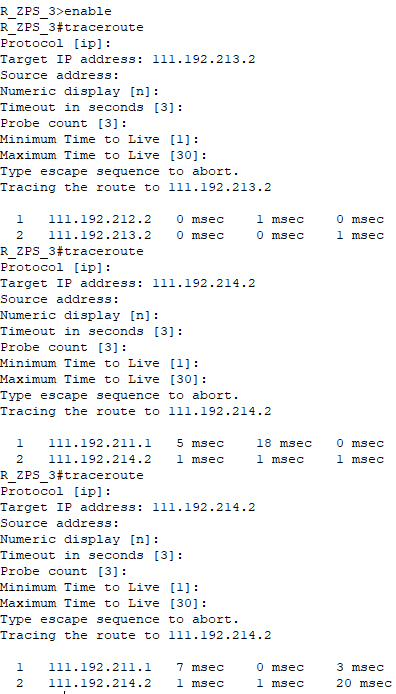 R_ZPS_3>enable
R_ZPS_3#traceroute
Protocol [ip]:
Target IP address: 111.192.213.2
Source address:
Numeric display [n]:
Timeout in seconds [3]:
Probe count [3]:
Minimum Time to Live [1]:
Maximum Time to Live [30]:
Type escape sequence to abort.
Tracing the route to 111.192.213.2
1 111.192.212.2 0 msec 1 msec 0 msec
2 111.192.213.2 0 msec 0 msec 1 msec
R_ZPS_3#traceroute
Protocol [ip]:
Target IP address: 111.192.214.2
Source address:
Numeric display [n]:
Timeout in seconds [3]:
Probe count [3]:
Minimum Time to Live [1]:
Maximum Time to Live [30]:
Type escape sequence to abort.
Tracing the route to 111.192.214.2
1 111.192.211.1 5 msec 18 msec 0 msec
2 111.192.214.2 1 msec 1 msec 1 msec
R_ZPS_3#traceroute
Protocol [ip]:
Target IP address: 111.192.214.2
Source address:
Numeric display [n]:
Timeout in seconds [3]:
Probe count [3]:
Minimum Time to Live [1]:
Maximum Time to Live [30]:
Type escape sequence to abort.
Tracing the route to 111.192.214.2
1 111.192.211.1 7 msec 0 msec 3 msec
2 111.192.214.2 1 msec 1 msec 20 msec